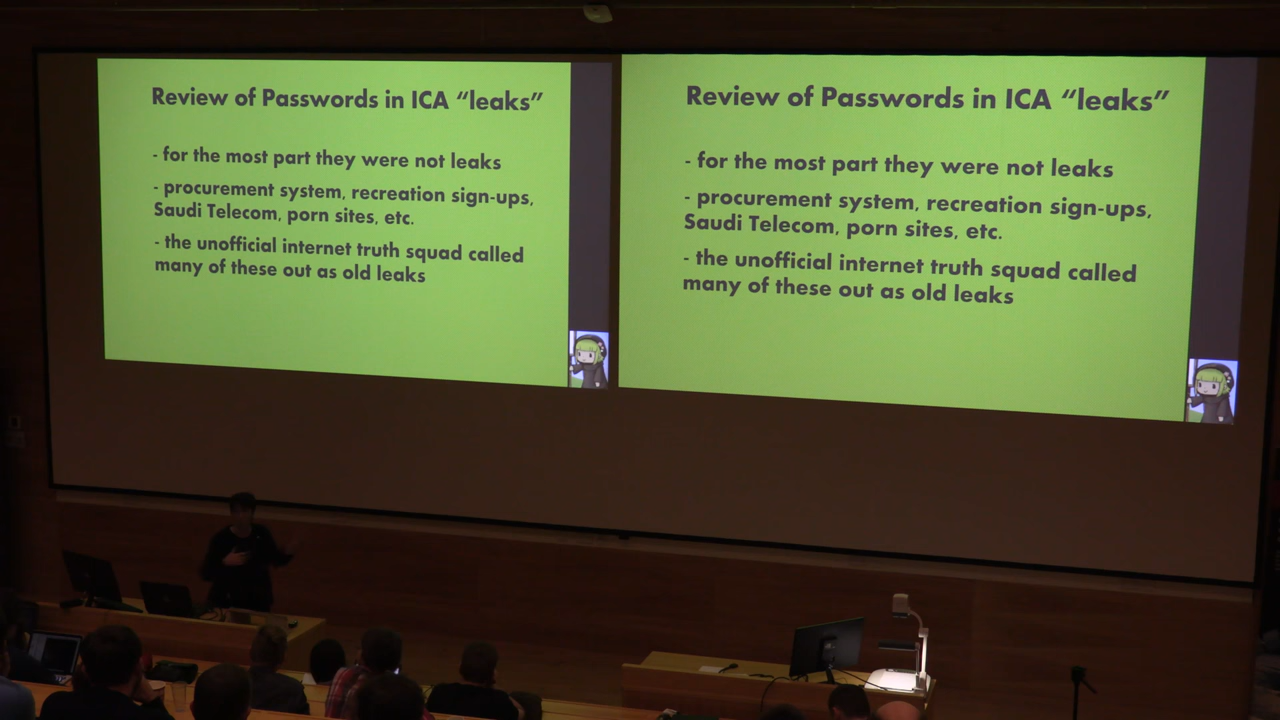 Review of Passwords in ICA “leaks”
- for the most part they were not leaks
- procurement system, recreation sign-ups,
Saudi Telecom, porn sites, etc.
- the unofficial internet truth squad called
many of these out as old leaks
Review of Passwords in ICA “leaks”
- for the most part they were not leaks
- procurement system, recreation sign-ups,
Saudi Telecom, porn sites, etc.
- the unofficial internet truth squad called
many of these out as old leaks